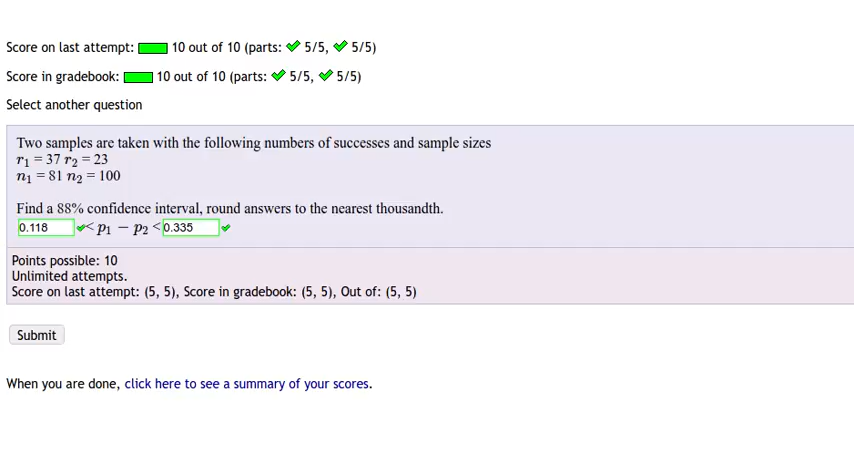 Score on last attempt: 10 out of 10 (parts: ✔ 5/5, ✔ 5/5)
Score in gradebook: 10 out of 10 (parts: ✔ 5/5, ✔ 5/5)
Select another question
Two samples are taken with the following numbers of successes and sample sizes
r₁ = 37 r₂ = 23
n₁ = 81 n₂ = 100
Find a 88% confidence interval, round answers to the nearest thousandth.
0.118 ✔< p₁ − p₂ < 0.335 ✔
Points possible: 10
Unlimited attempts.
Score on last attempt: (5, 5), Score in gradebook: (5, 5), Out of: (5, 5)
Submit
When you are done, click here to see a summary of your scores.